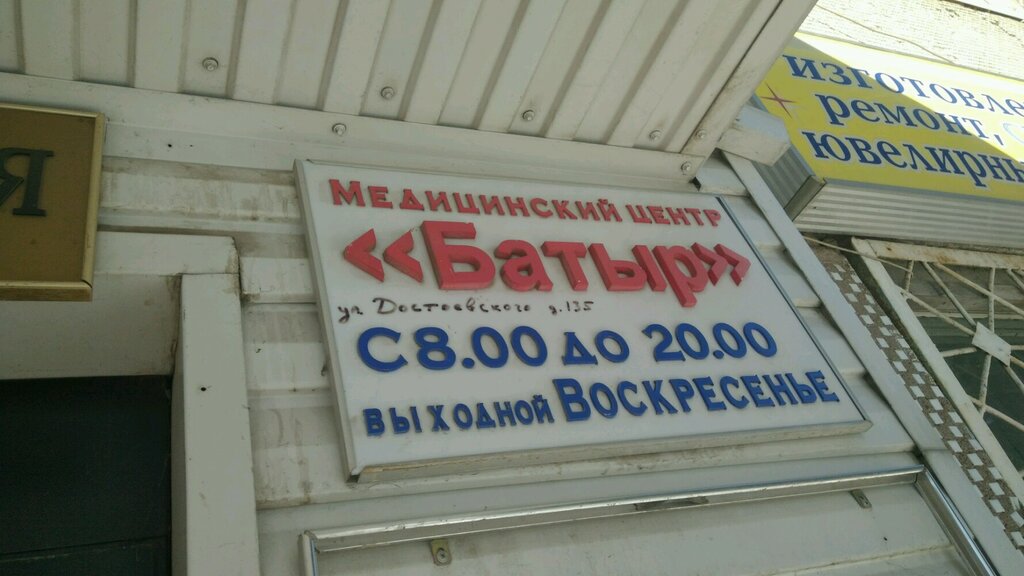 Я
МЕДИЦИНСКИЙ ЦЕНТР
«Батыр»
ул Достоевского д.135
С 8.00 ДО 20.00
ВЫХОДНОЙ ВОСКРЕСЕНЬЕ
ИЗГОТОВЛЕ
РЕМОНТ,
ЮВЕЛИРН